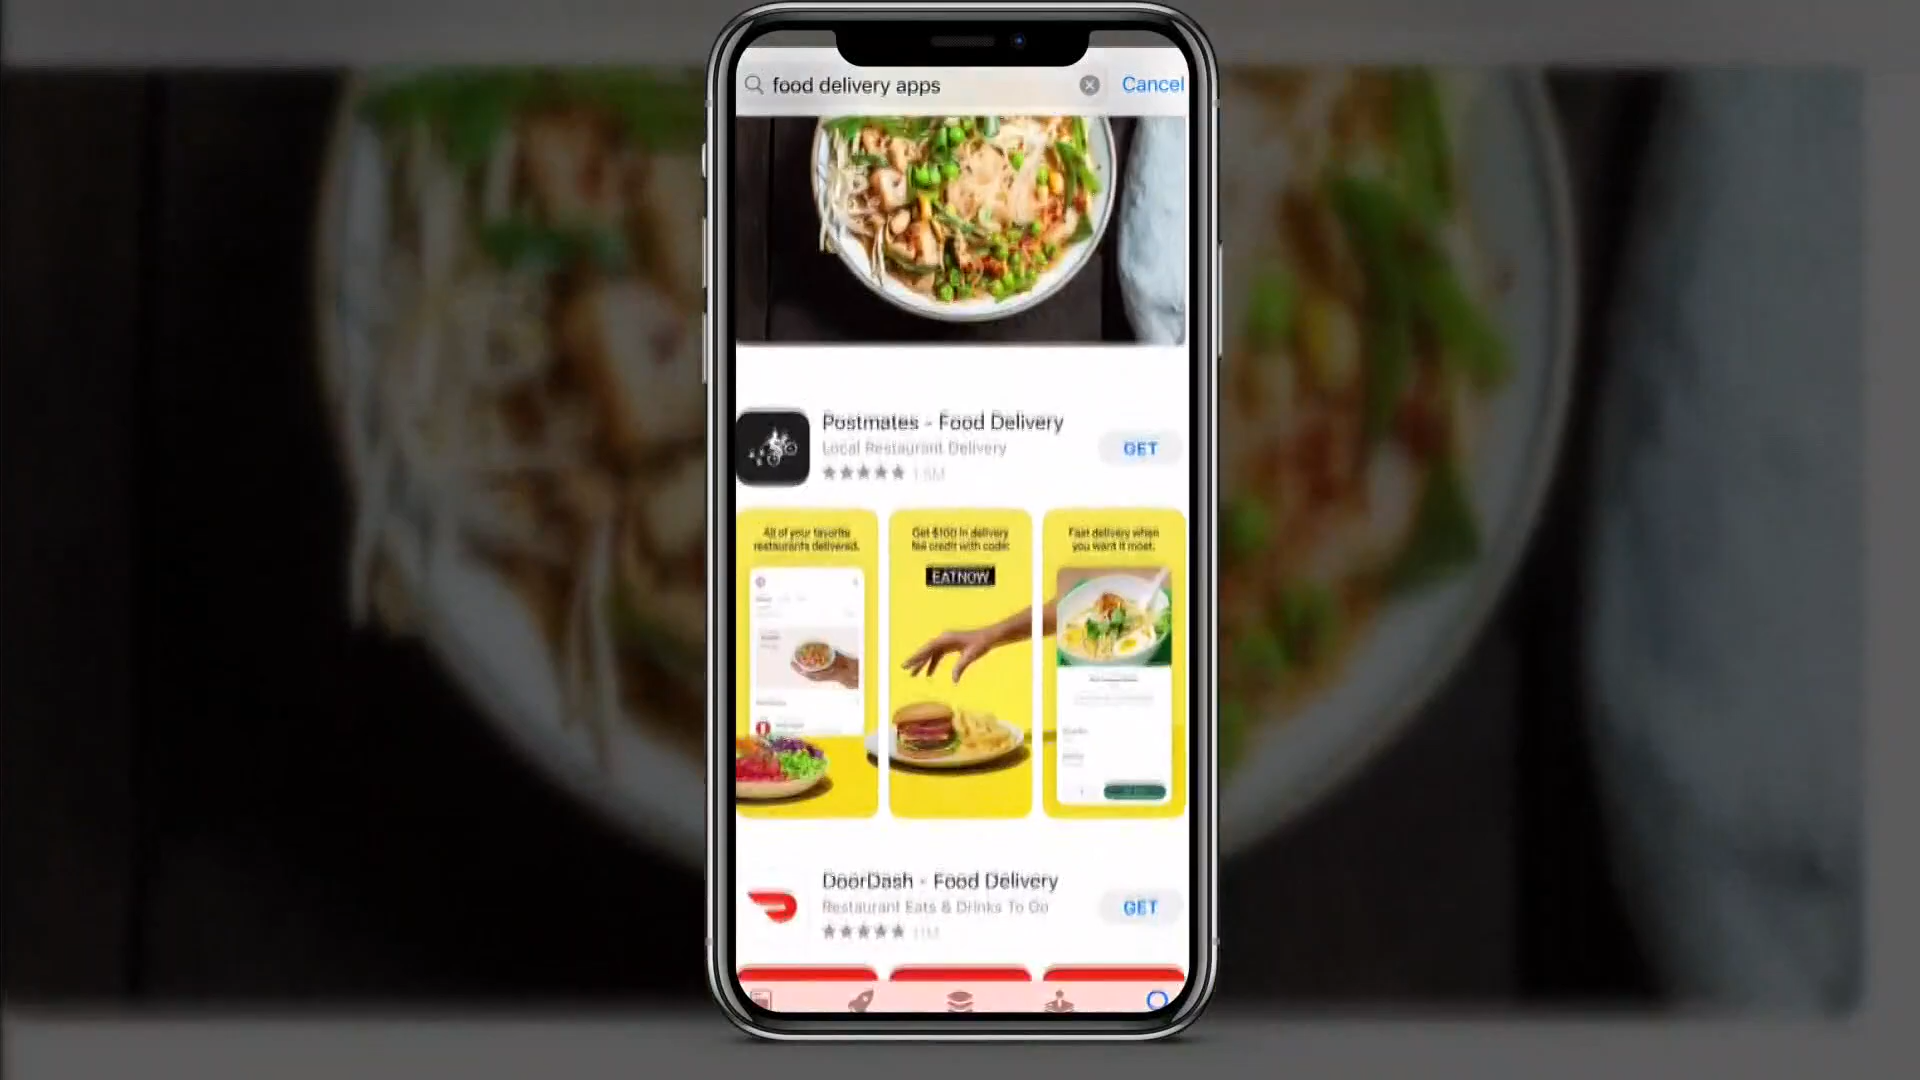 food delivery apps
Cancel
Postmates - Food Delivery
Local Restaurant Delivery
GET
1.5M
All of your favorite
restaurants delivered.
Get $100 in delivery
fee credit with code:
EATNOW
Fast delivery when
you want it most.
DoorDash - Food Delivery
Restaurant Eats & Drinks To Go
GET